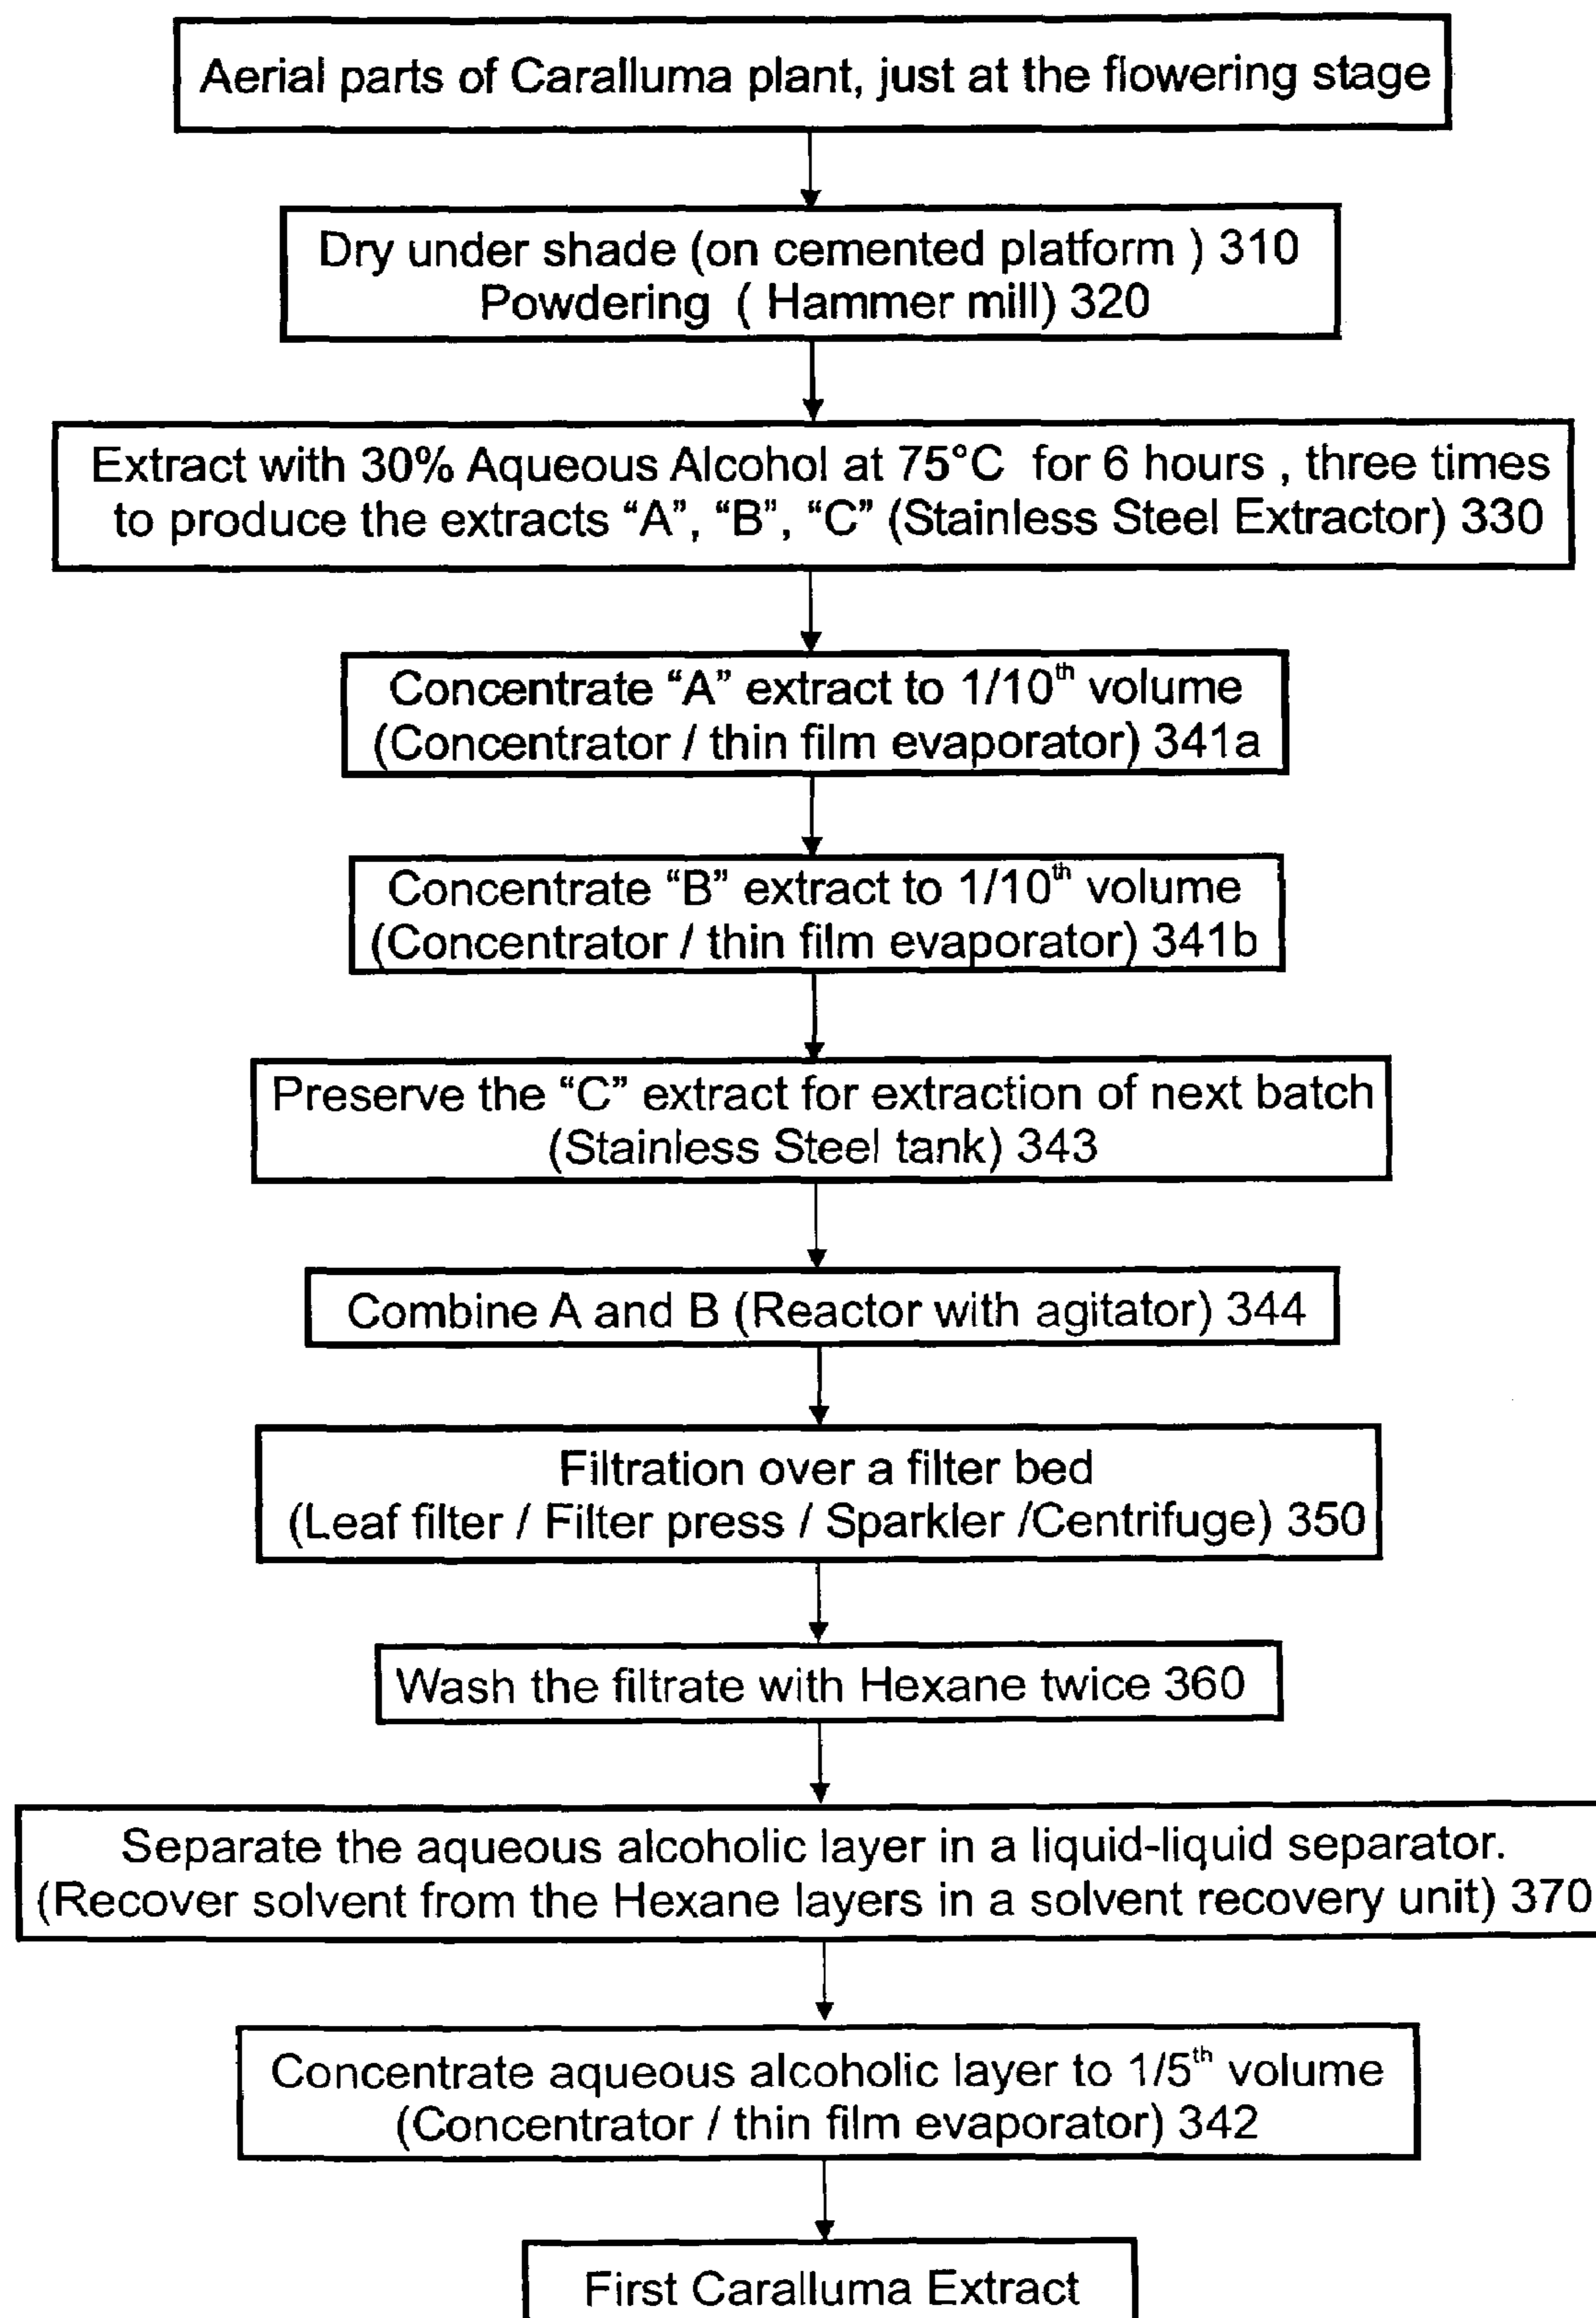 Aerial parts of Caralluma plant, just at the flowering stage
Dry under shade (on cemented platform ) 310
Powdering ( Hammer mill) 320
Extract with 30% Aqueous Alcohol at 75°C for 6 hours , three times
to produce the extracts “A”, “B”, “C” (Stainless Steel Extractor) 330
Concentrate “A” extract to 1/10th volume
(Concentrator / thin film evaporator) 341a
Concentrate “B” extract to 1/10th volume
(Concentrator / thin film evaporator) 341b
Preserve the “C” extract for extraction of next batch
(Stainless Steel tank) 343
Combine A and B (Reactor with agitator) 344
Filtration over a filter bed
(Leaf filter / Filter press / Sparkler /Centrifuge) 350
Wash the filtrate with Hexane twice 360
Separate the aqueous alcoholic layer in a liquid-liquid separator.
(Recover solvent from the Hexane layers in a solvent recovery unit) 370
Concentrate aqueous alcoholic layer to 1/5th volume
(Concentrator / thin film evaporator) 342
First Caralluma Extract